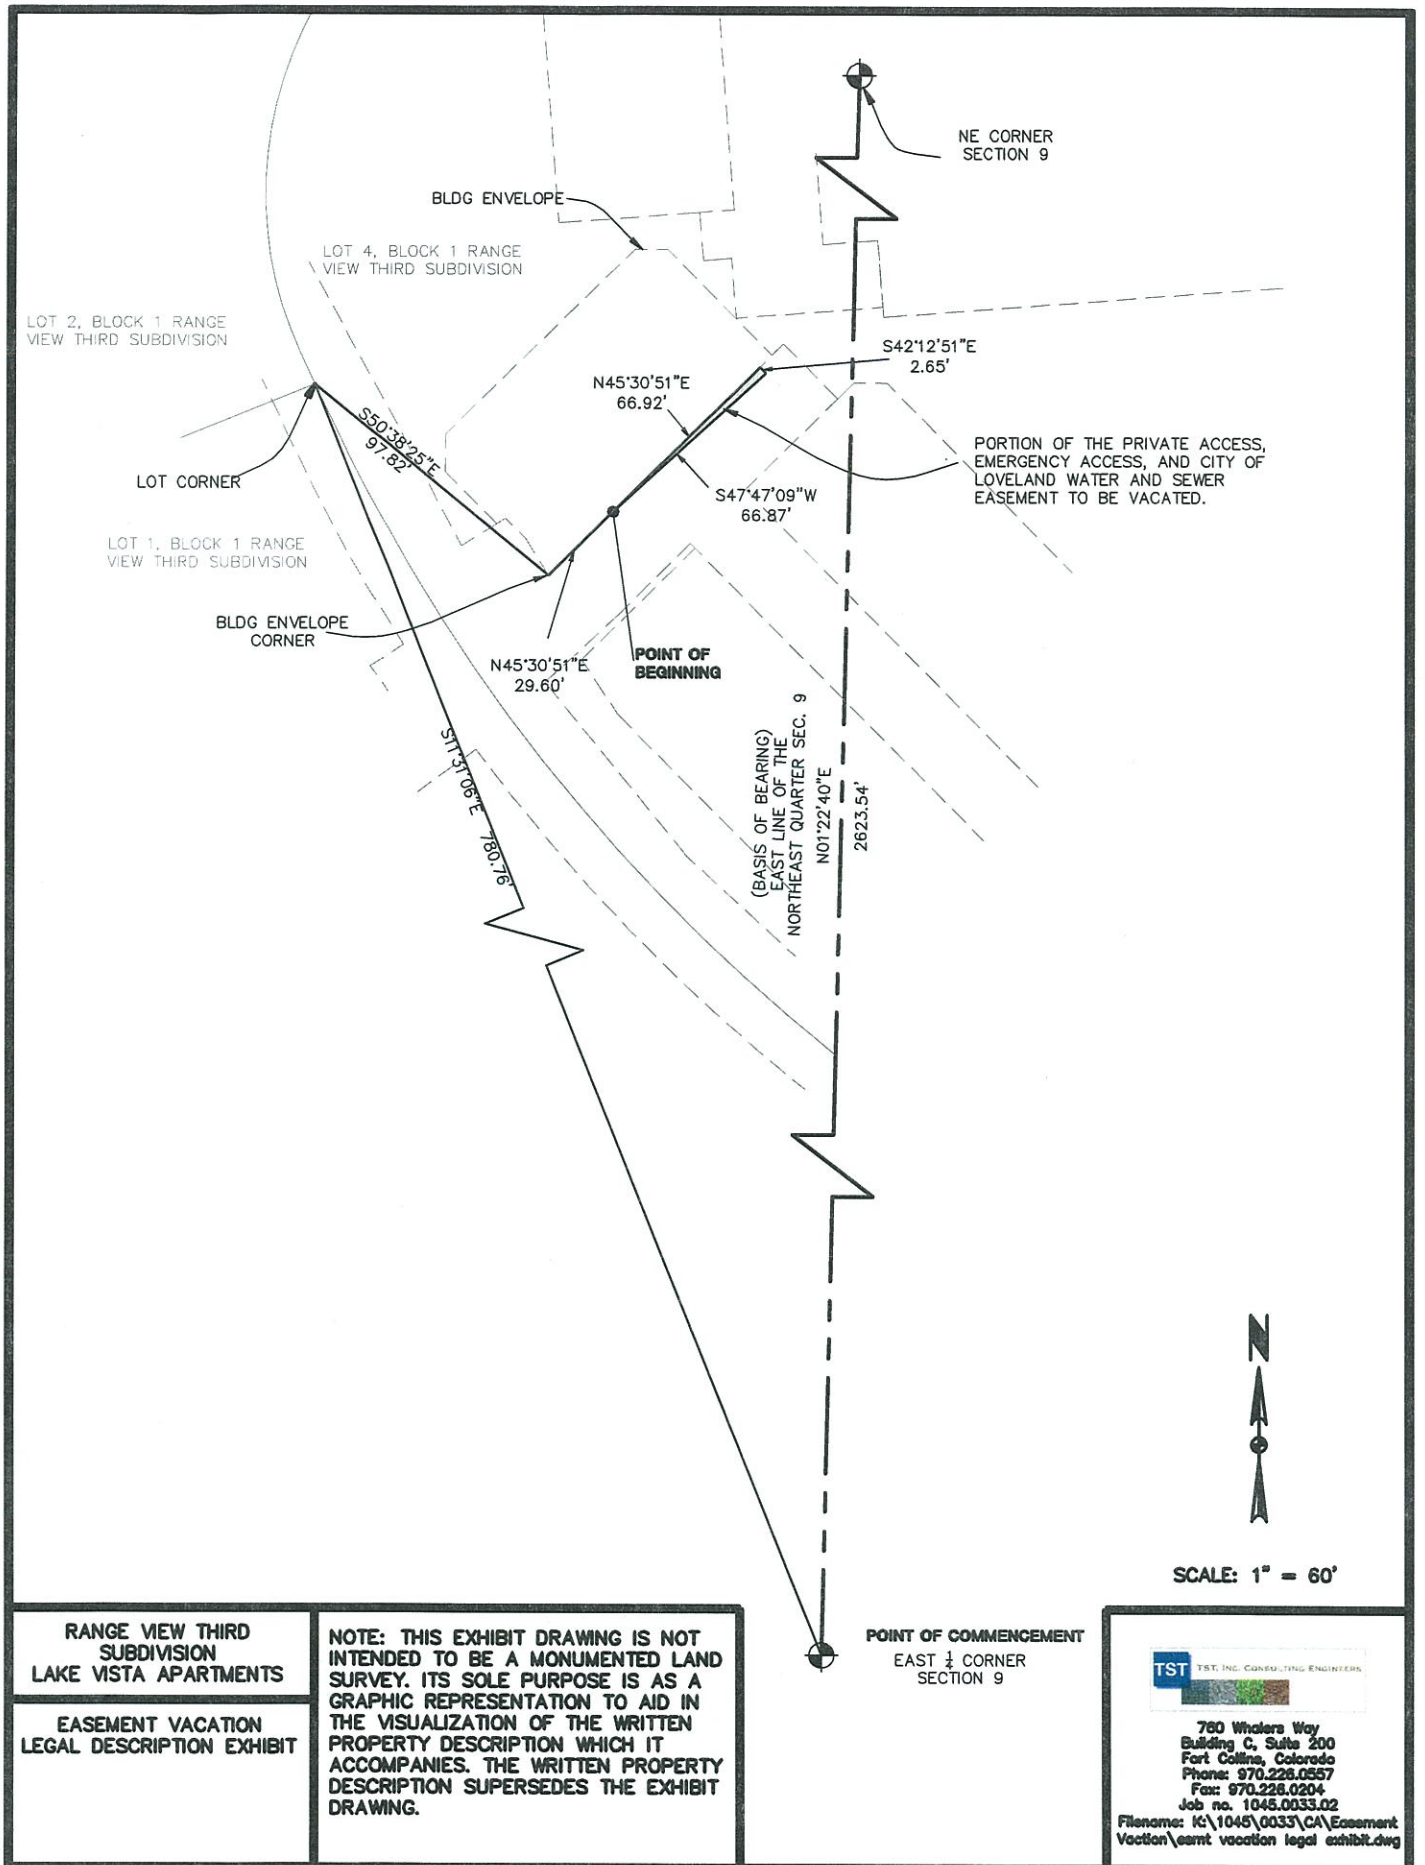 NE CORNER
SECTION 9
BLDG ENVELOPE
LOT 4, BLOCK 1 RANGE
VIEW THIRD SUBDIVISION
LOT 2, BLOCK 1 RANGE
VIEW THIRD SUBDIVISION
S42°12'51"E
2.65'
N45°30'51"E
66.92'
S50°38'25"E
97.82'
PORTION OF THE PRIVATE ACCESS,
EMERGENCY ACCESS, AND CITY OF
LOVELAND WATER AND SEWER
EASEMENT TO BE VACATED.
LOT CORNER
S47°47'09"W
66.87'
LOT 1, BLOCK 1 RANGE
VIEW THIRD SUBDIVISION
BLDG ENVELOPE
CORNER
N45°30'51"E
29.60'
POINT OF
BEGINNING
S11°31'06"E 780.76'
(BASIS OF BEARING)
EAST LINE OF THE
NORTHEAST QUARTER SEC. 9
N01°22'40"E
2623.54'
N
SCALE: 1" = 60'
POINT OF COMMENCEMENT
EAST ¼ CORNER
SECTION 9
RANGE VIEW THIRD
SUBDIVISION
LAKE VISTA APARTMENTS
EASEMENT VACATION
LEGAL DESCRIPTION EXHIBIT
NOTE: THIS EXHIBIT DRAWING IS NOT
INTENDED TO BE A MONUMENTED LAND
SURVEY. ITS SOLE PURPOSE IS AS A
GRAPHIC REPRESENTATION TO AID IN
THE VISUALIZATION OF THE WRITTEN
PROPERTY DESCRIPTION WHICH IT
ACCOMPANIES. THE WRITTEN PROPERTY
DESCRIPTION SUPERSEDES THE EXHIBIT
DRAWING.
TST TST, INC. CONSULTING ENGINEERS
760 Whalers Way
Building C, Suite 200
Fort Collins, Colorado
Phone: 970.226.0557
Fax: 970.226.0204
Job no. 1045.0033.02
Filename: K:\1045\0033\CA\Easement
Vaction\esmt vacation legal exhibit.dwg